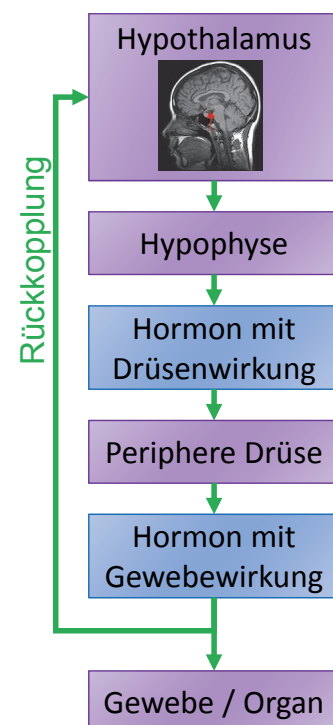 Hypothalamus
Rückkopplung
Hypophyse
Hormon mit
Drüsenwirkung
Periphere Drüse
Hormon mit
Gewebewirkung
Gewebe / Organ